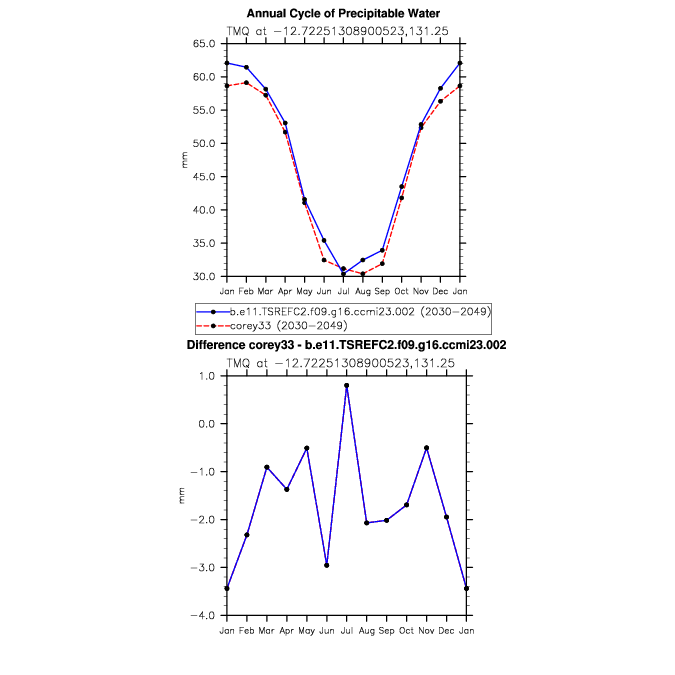 Annual Cycle of Precipitable Water
TMQ at −12.72251308900523,131.25
65.0
60.0
55.0
50.0
45.0
40.0
35.0
30.0
mm
Jan Feb Mar Apr May Jun Jul Aug Sep Oct Nov Dec Jan
b.e11.TSREFC2.f09.g16.ccmi23.002 (2030−2049)
corey33 (2030−2049)
Difference corey33 - b.e11.TSREFC2.f09.g16.ccmi23.002
TMQ at −12.72251308900523,131.25
1.0
0.0
−1.0
−2.0
−3.0
−4.0
mm
Jan Feb Mar Apr May Jun Jul Aug Sep Oct Nov Dec Jan